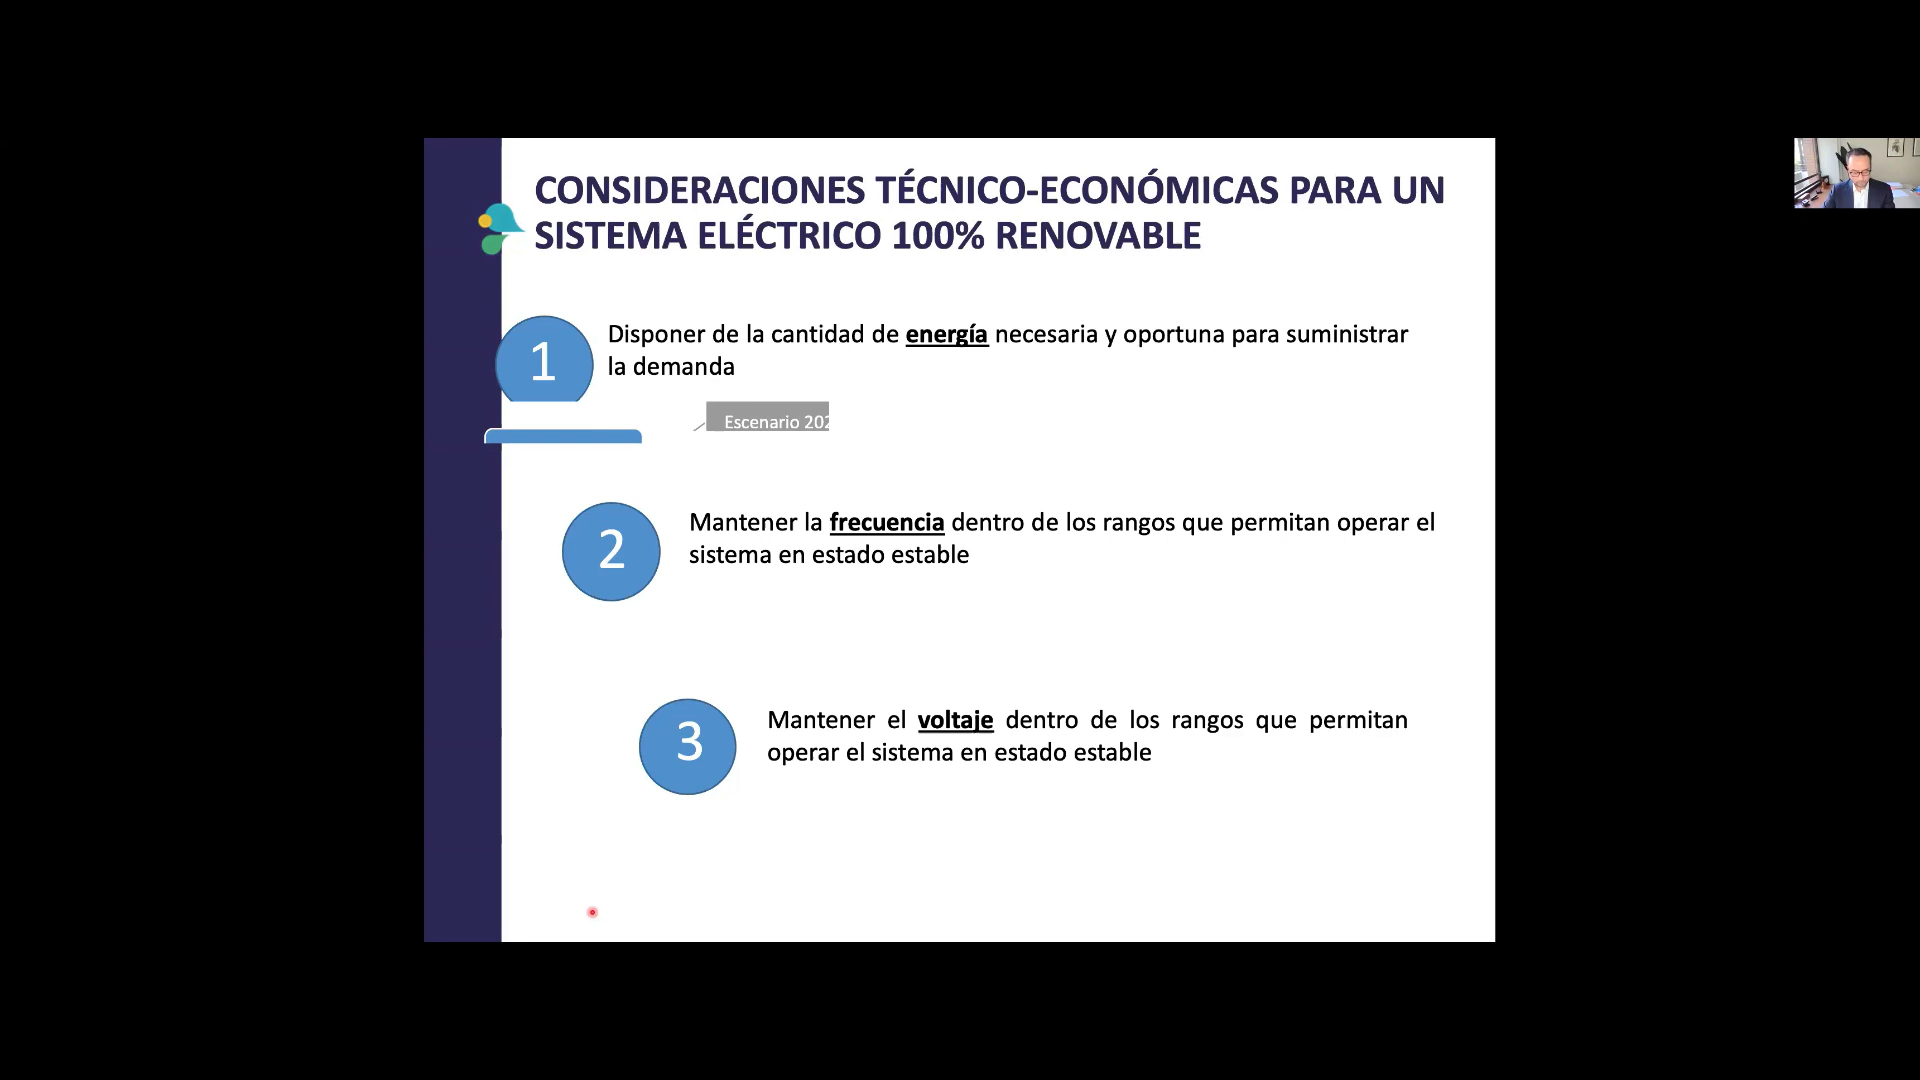 CONSIDERACIONES TÉCNICO-ECONÓMICAS PARA UN
SISTEMA ELÉCTRICO 100% RENOVABLE
1
Disponer de la cantidad de energía necesaria y oportuna para suministrar
la demanda
Escenario 202
2
Mantener la frecuencia dentro de los rangos que permitan operar el
sistema en estado estable
3
Mantener el voltaje dentro de los rangos que permitan
operar el sistema en estado estable